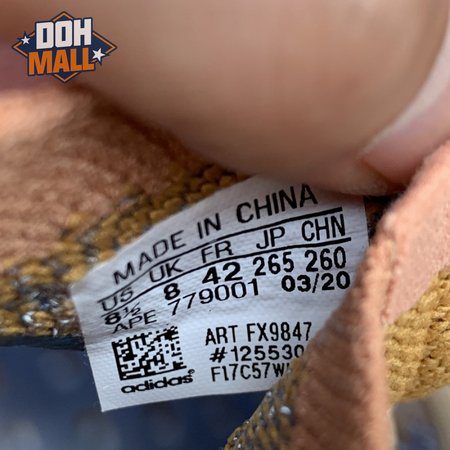 DOH
MALL
MADE IN CHINA
US UK FR JP CHN
8½ 8 42 265 260
APE 779001 03/20
ART FX9847
#125530
F17C57W
adidas